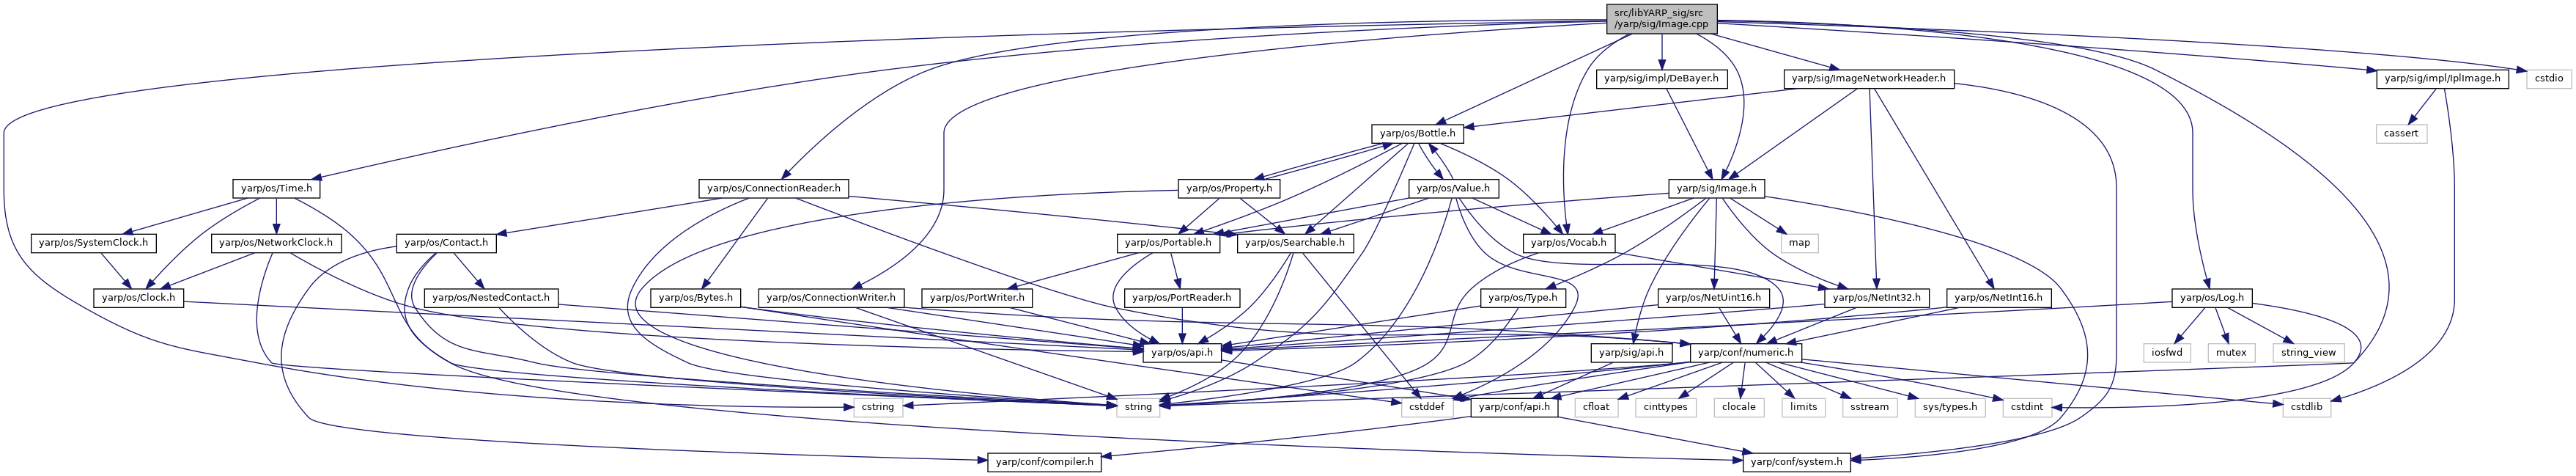 src/libYARP_sig/src
/yarp/sig/Image.cpp
yarp/sig/impl/DeBayer.h
yarp/sig/ImageNetworkHeader.h
yarp/sig/impl/IplImage.h
cstdio
yarp/os/Bottle.h
cassert
yarp/os/Time.h
yarp/os/ConnectionReader.h
yarp/os/Property.h
yarp/os/Value.h
yarp/sig/Image.h
yarp/os/SystemClock.h
yarp/os/NetworkClock.h
yarp/os/Contact.h
yarp/os/Portable.h
yarp/os/Searchable.h
yarp/os/Vocab.h
map
yarp/os/Clock.h
yarp/os/NestedContact.h
yarp/os/Bytes.h
yarp/os/ConnectionWriter.h
yarp/os/PortWriter.h
yarp/os/PortReader.h
yarp/os/Type.h
yarp/os/NetUint16.h
yarp/os/NetInt32.h
yarp/os/NetInt16.h
yarp/os/Log.h
yarp/os/api.h
yarp/sig/api.h
yarp/conf/numeric.h
iosfwd
mutex
string_view
cstring
string
cstddef
yarp/conf/api.h
cfloat
cinttypes
clocale
limits
sstream
sys/types.h
cstdint
cstdlib
yarp/conf/compiler.h
yarp/conf/system.h